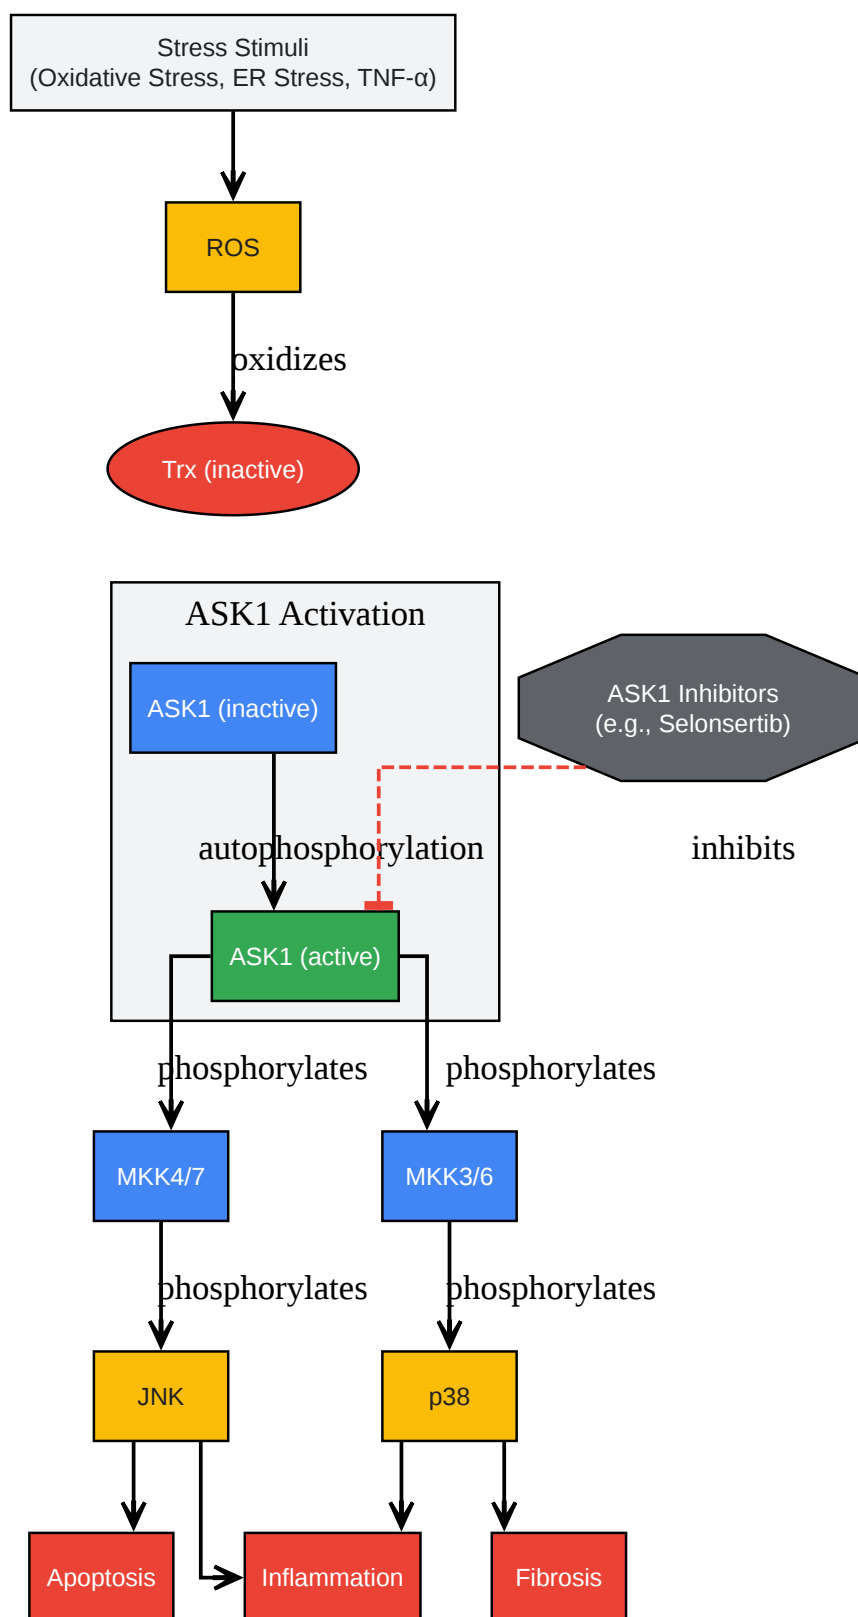 Stress Stimuli
(Oxidative Stress, ER Stress, TNF-α)
ROS
oxidizes
Trx (inactive)
ASK1 Activation
ASK1 (inactive)
ASK1 Inhibitors
(e.g., Selonsertib)
autophosphorylation
inhibits
ASK1 (active)
phosphorylates
phosphorylates
MKK4/7
MKK3/6
phosphorylates
phosphorylates
JNK
p38
Apoptosis
Inflammation
Fibrosis